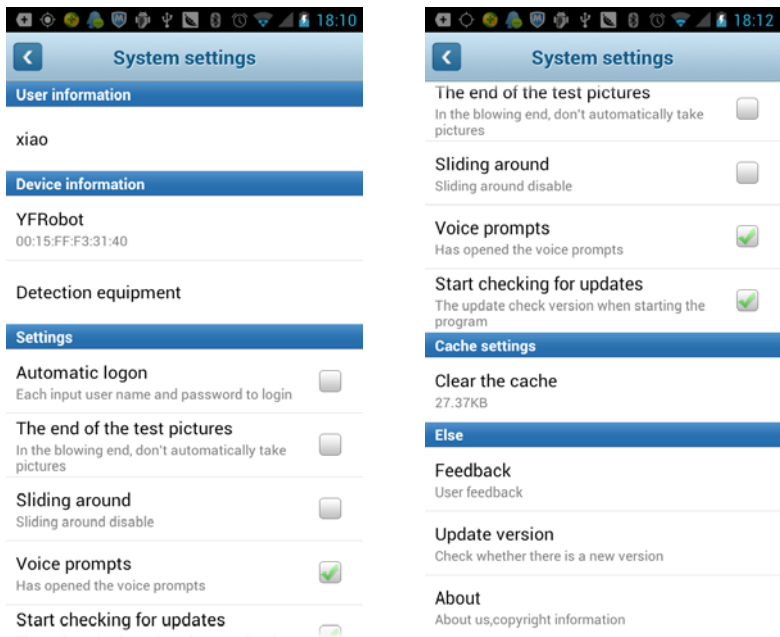 18:10
System settings
User information
xiao
Device information
YFRobot
00:15:FF:F3:31:40
Detection equipment
Settings
Automatic logon
Each input user name and password to login
The end of the test pictures
In the blowing end, don't automatically take
pictures
Sliding around
Sliding around disable
Voice prompts
Has opened the voice prompts
Start checking for updates
18:12
System settings
The end of the test pictures
In the blowing end, don't automatically take
pictures
Sliding around
Sliding around disable
Voice prompts
Has opened the voice prompts
Start checking for updates
The update check version when starting the
program
Cache settings
Clear the cache
27.37KB
Else
Feedback
User feedback
Update version
Check whether there is a new version
About
About us,copyright information